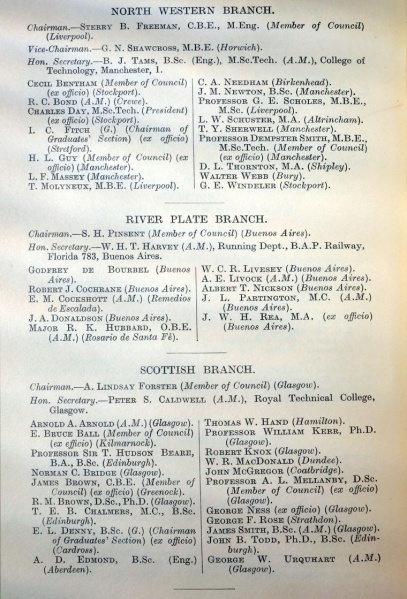 NORTH WESTERN BRANCH.
Chairman.—STERRY B. FREEMAN, C.B.E., M.Eng. (Member of Council)
(Liverpool).
Vice-Chairman.—G. N. SHAWCROSS, M.B.E. (Horwich).
Hon. Secretary.—B. J. TAMS, B.Sc. (Eng.), M.Sc.Tech. (A.M.), College of
Technology, Manchester, 1.
CECIL BENTHAM (Member of Council)
(ex officio) (Stockport).
R. C. BOND (A.M.) (Crewe).
CHARLES DAY, M.Sc.Tech. (President)
(ex officio) (Stockport).
I. C. FITCH (G.) (Chairman of
Graduates' Section) (ex officio)
(Stratford).
H. L. GUY (Member of Council) (ex
officio) (Manchester).
L. F. MASSEY (Manchester).
T. MOLYNEUX, M.B.E. (Liverpool).
C. A. NEEDHAM (Birkenhead).
J. M. NEWTON, B.Sc. (Manchester).
PROFESSOR G. E. SCHOLES, M.B.E.,
M.Sc. (Liverpool).
L. W. SCHUSTER, M.A. (Altrincham).
T. Y. SHERWELL (Manchester).
PROFESSOR DEMPSTER SMITH, M.B.E.,
M.Sc.Tech. (Member of Council)
(ex officio) (Manchester).
D. L. THORNTON, M.A. (Shipley).
WALTER WEBB (Bury).
G. E. WINDELER (Stockport).
RIVER PLATE BRANCH.
Chairman.—S. H. PINSENT (Member of Council) (Buenos Aires).
Hon. Secretary.—W. H. T. HARVEY (A.M.), Running Dept., B.A.P. Railway,
Florida 783, Buenos Aires.
GODFREY DE BOURBEL (Buenos
Aires).
ROBERT J. COCHRANE (Buenos Aires).
E. M. COCKSHOTT (A.M.) (Remedios
de Escalada).
J. A. DONALDSON (Buenos Aires).
MAJOR R. K. HUBBARD, O.B.E.
(A.M.) (Rosario de Santa Fé).
W. C. R. LIVESEY (Buenos Aires).
A. E. LIVOCK (A.M.) (Buenos Aires).
ALBERT T. NICKSON (Buenos Aires).
J. L. PARTINGTON, M.C. (A.M.)
(Buenos Aires).
J. W. H. REA, M.A. (ex officio)
(Buenos Aires).
SCOTTISH BRANCH.
Chairman.—A. LINDSAY FORSTER (Member of Council) (Glasgow).
Hon. Secretary.—PETER S. CALDWELL (A.M.), Royal Technical College,
Glasgow.
ARNOLD A. ARNOLD (A.M.) (Glasgow).
E. BRUCE BALL (Member of Council)
(ex officio) (Kilmarnock).
PROFESSOR SIR T. HUDSON BEARE,
B.A., B.Sc. (Edinburgh).
NORMAN C. BRIDGE (Glasgow).
JAMES BROWN, C.B.E. (Member of
Council) (ex officio) (Greenock).
R. M. BROWN, D.Sc., Ph.D. (Glasgow).
T. E. B. CHALMERS, M.C., B.Sc.
(Edinburgh).
E. L. DENNY, B.Sc. (G.) (Chairman
of Graduates' Section) (ex officio)
(Cardross).
A. D. EDMOND, B.Sc. (Eng.)
(Aberdeen).
THOMAS W. HAND (Hamilton).
PROFESSOR WILLIAM KERR, Ph.D.
(Glasgow).
ROBERT KNOX (Glasgow).
W. R. MACDONALD (Dundee).
JOHN MCGREGOR (Coatbridge).
PROFESSOR A. L. MELLANBY, D.Sc.
(Member of Council) (ex officio)
(Glasgow).
GEORGE NESS (ex officio) (Glasgow).
GEORGE F. ROSE (Strathdon).
JAMES SMITH, B.Sc. (A.M.) (Glasgow).
JOHN B. TODD, Ph.D., B.Sc. (Edin-
burgh).
GEORGE W. URQUHART (A.M.)
(Glasgow).